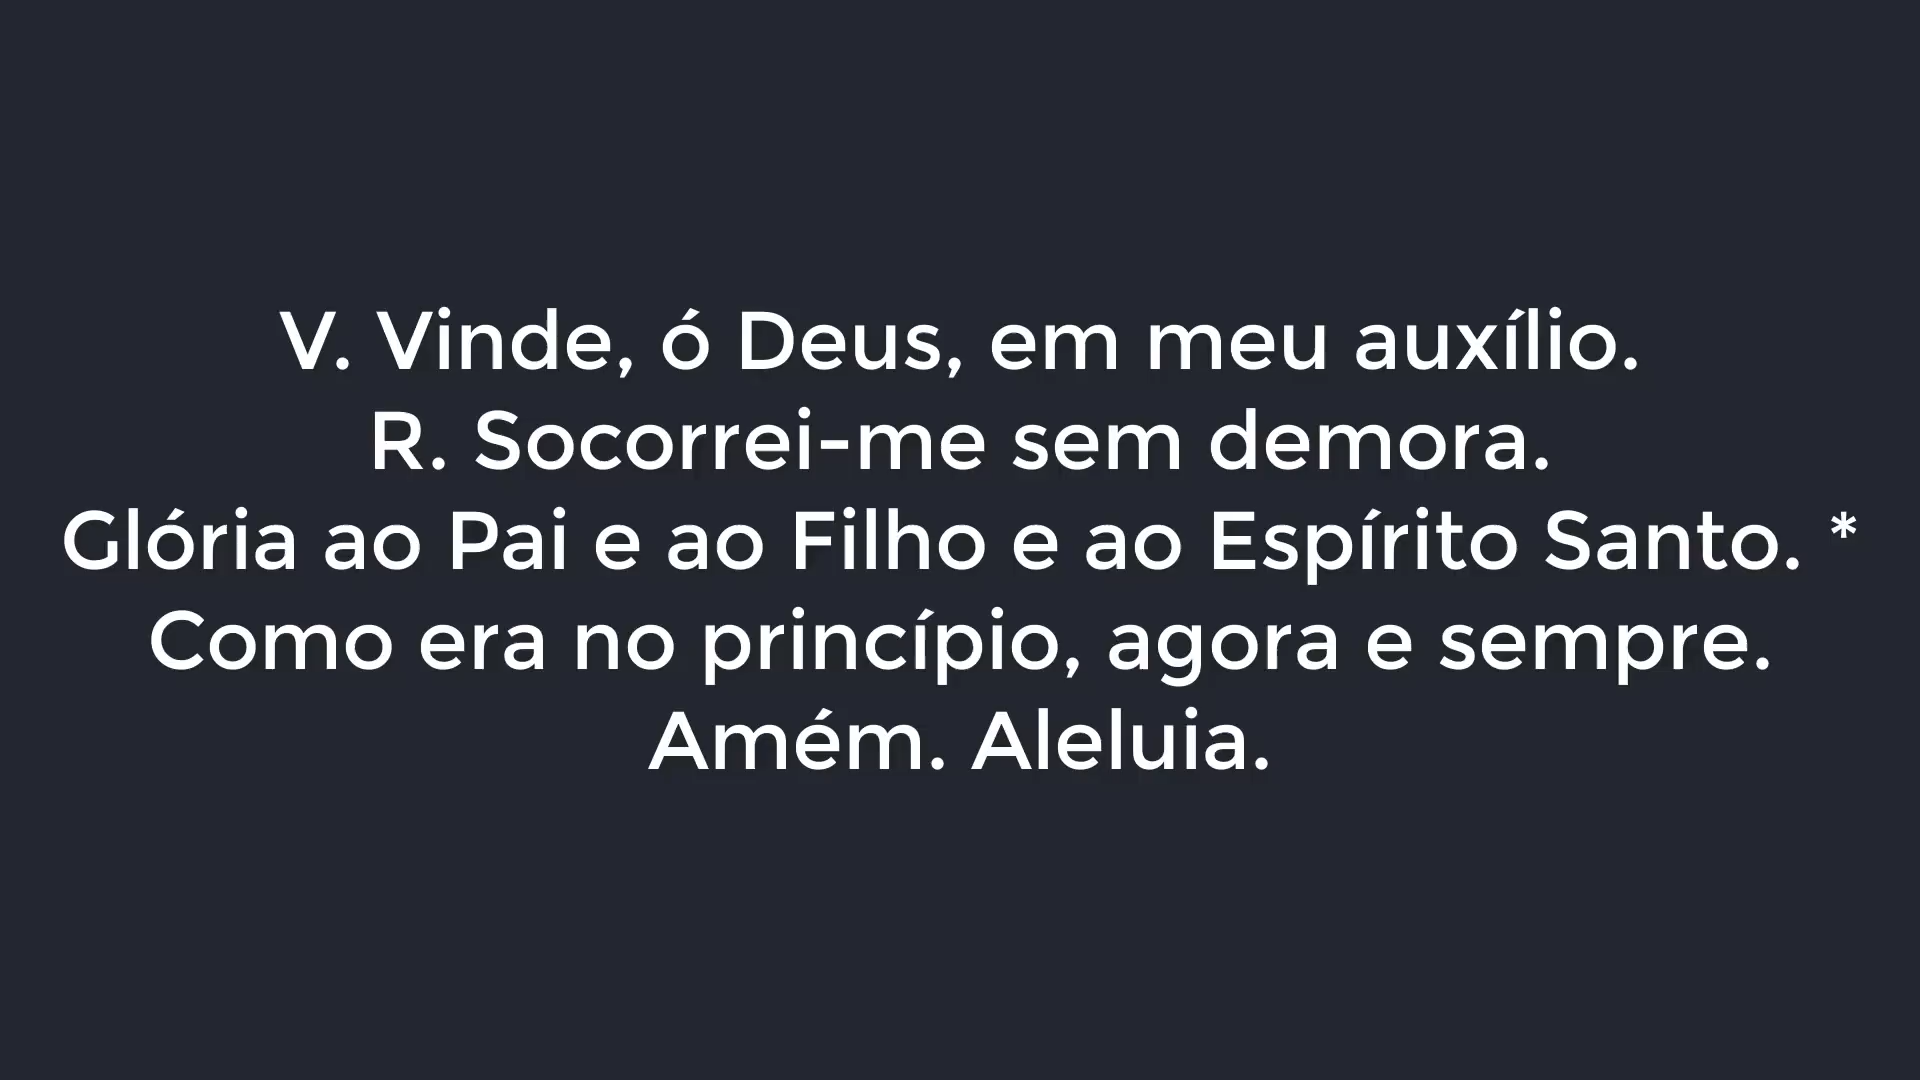 V. Vinde, ó Deus, em meu auxílio.
R. Socorrei-me sem demora.
Glória ao Pai e ao Filho e ao Espírito Santo. *
Como era no princípio, agora e sempre.
Amém. Aleluia.